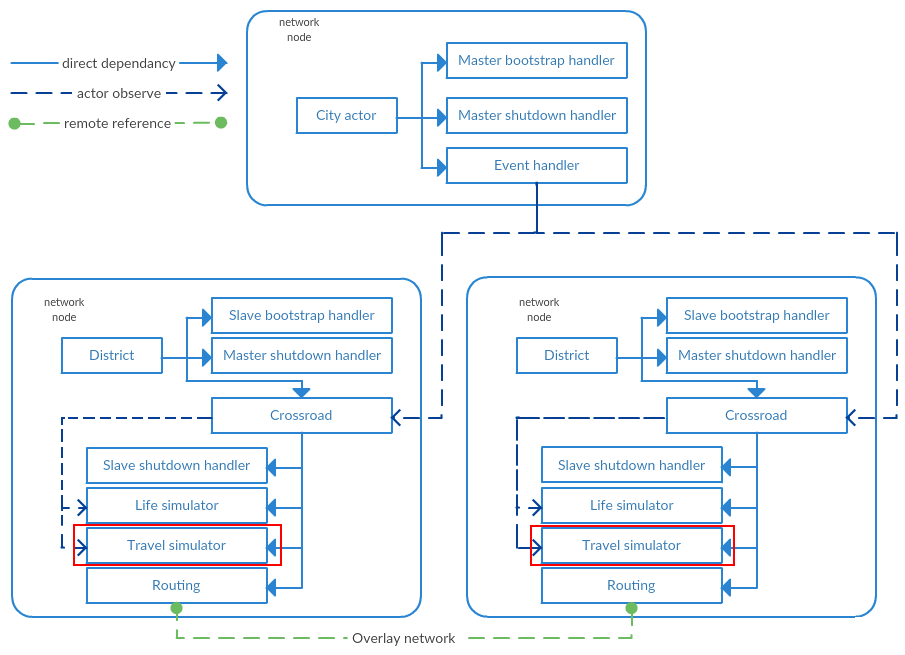 network
node
direct dependancy
actor observe
remote reference
City actor
Master bootstrap handler
Master shutdown handler
Event handler
network
node
District
Slave bootstrap handler
Master shutdown handler
Crossroad
Slave shutdown handler
Life simulator
Travel simulator
Routing
network
node
District
Slave bootstrap handler
Master shutdown handler
Crossroad
Slave shutdown handler
Life simulator
Travel simulator
Routing
Overlay network